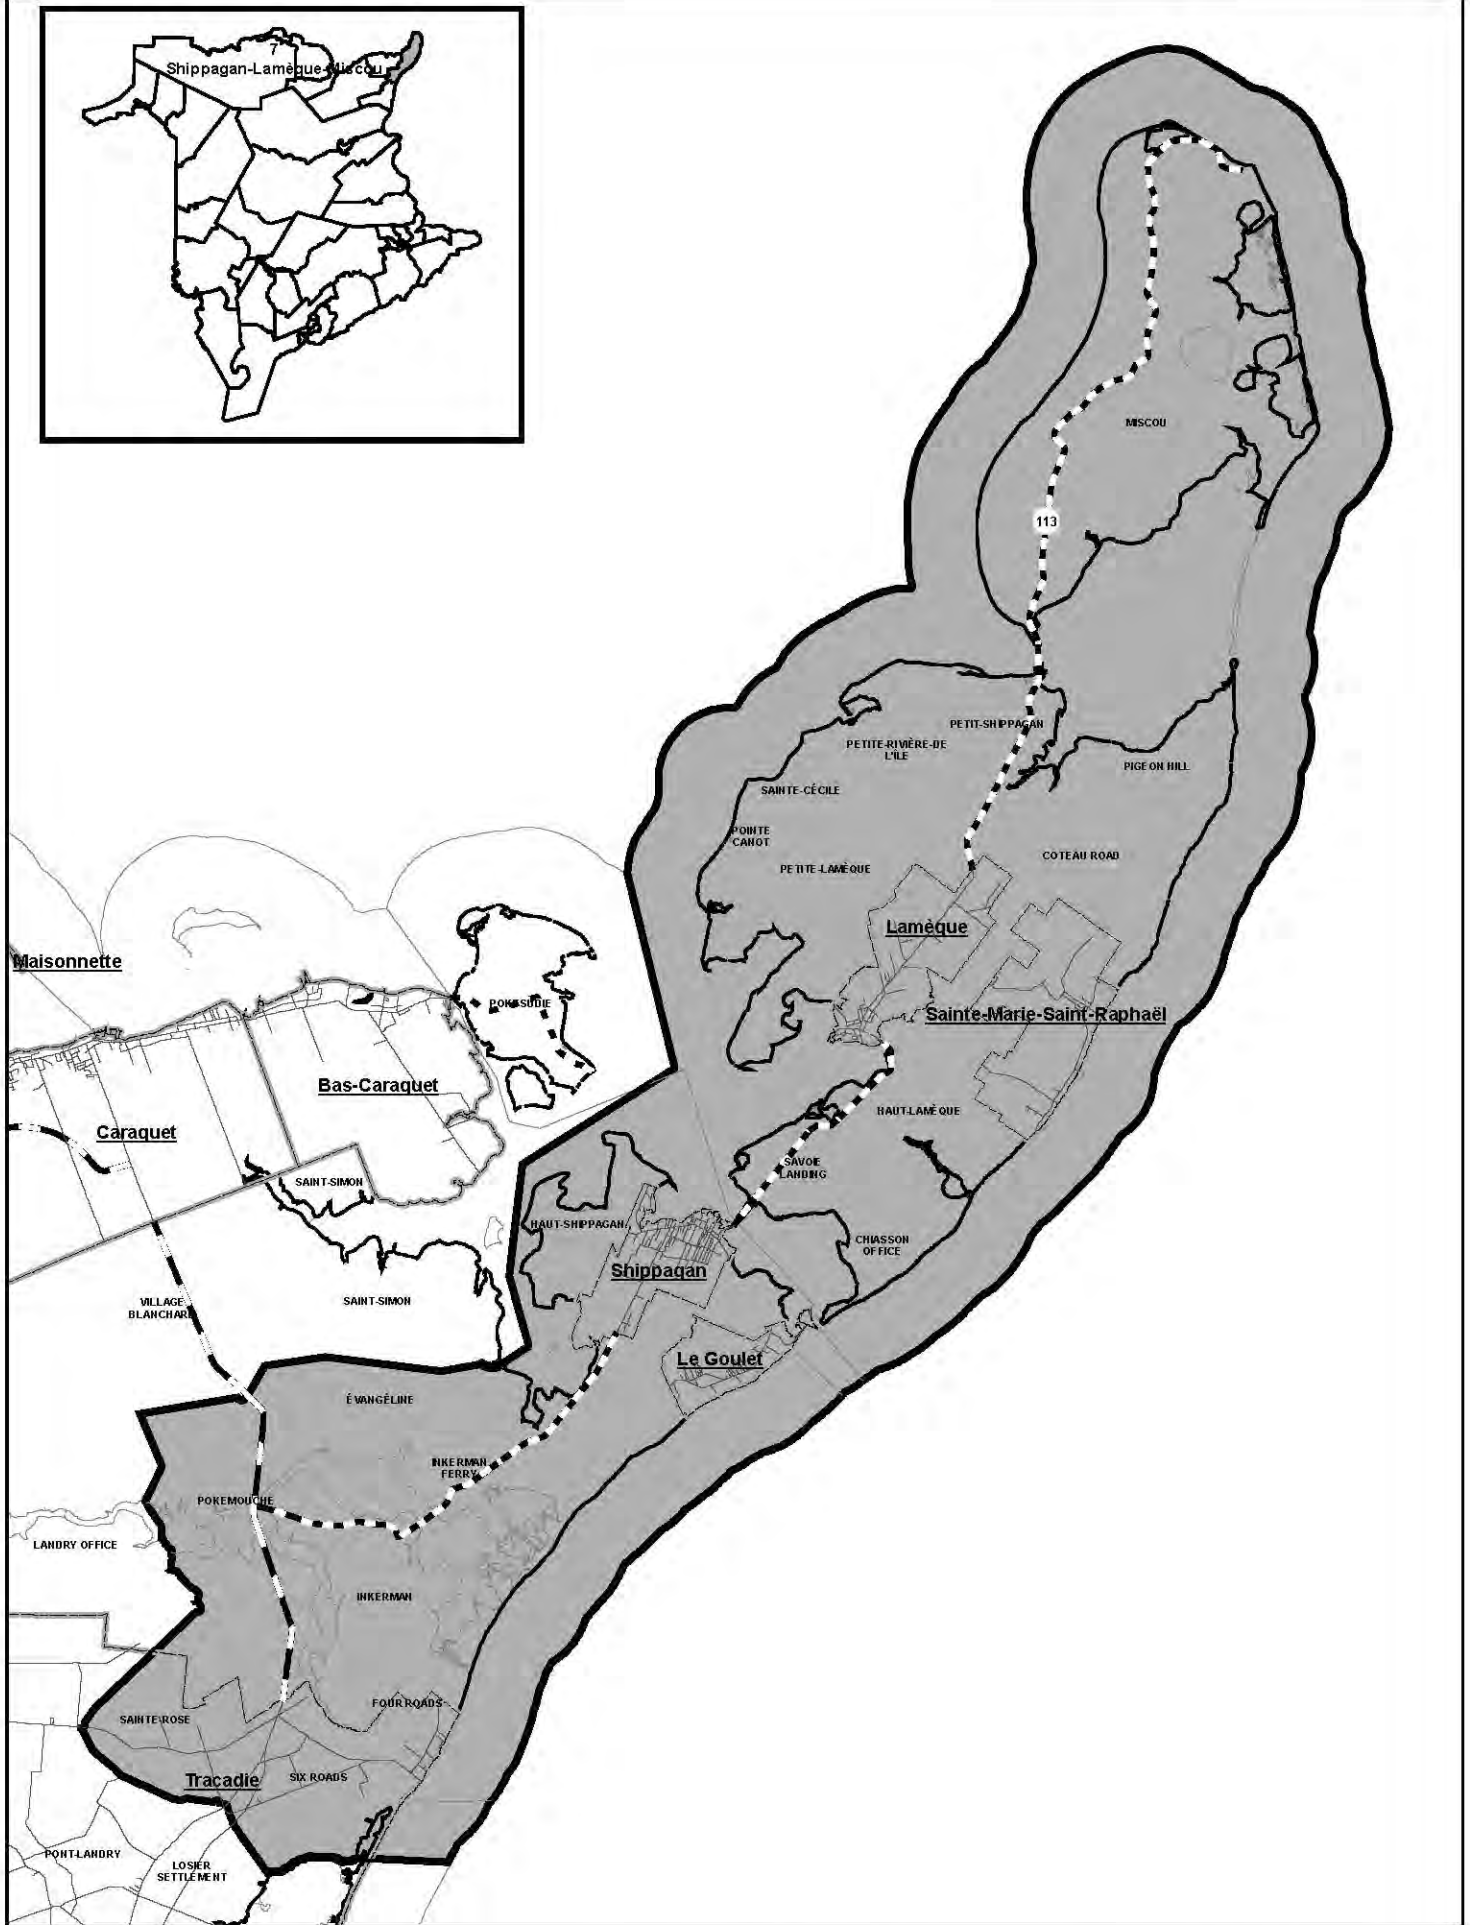 7
Shippagan-Lamèque-Miscou
MISCOU
113
PETIT-SHIPPAGAN
PETITE-RIVIÈRE-DE
L'ÎLE
PIGEON HILL
SAINTE-CÉCILE
POINTE
CANOT
COTEAU ROAD
PETITE-LAMÈQUE
Lamèque
Maisonnette
POKESUDIE
Sainte-Marie-Saint-Raphaël
Bas-Caraquet
HAUT-LAMÈQUE
Caraquet
SAVOIE
LANDING
SAINT-SIMON
HAUT-SHIPPAGAN
CHIASSON
OFFICE
Shippagan
VILLAGE
BLANCHARD
SAINT-SIMON
Le Goulet
ÉVANGÉLINE
INKERMAN
FERRY
POKEMOUCHE
LANDRY OFFICE
INKERMAN
FOUR ROADS
SAINTE-ROSE
Tracadie
SIX ROADS
PONT-LANDRY
LOSIER
SETTLEMENT